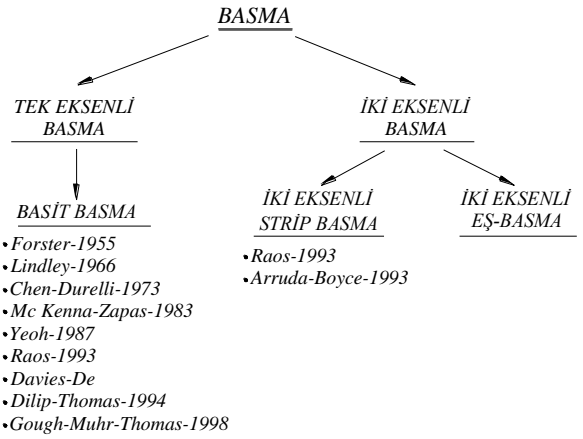 BASMA
TEK EKSENLİ
BASMA
İKİ EKSENLİ
BASMA
BASİT BASMA
•Forster-1955
•Lindley-1966
•Chen-Durelli-1973
•Mc Kenna-Zapas-1983
•Yeoh-1987
•Raos-1993
•Davies-De
•Dilip-Thomas-1994
•Gough-Muhr-Thomas-1998
İKİ EKSENLİ
STRİP BASMA
•Raos-1993
•Arruda-Boyce-1993
İKİ EKSENLİ
EŞ-BASMA